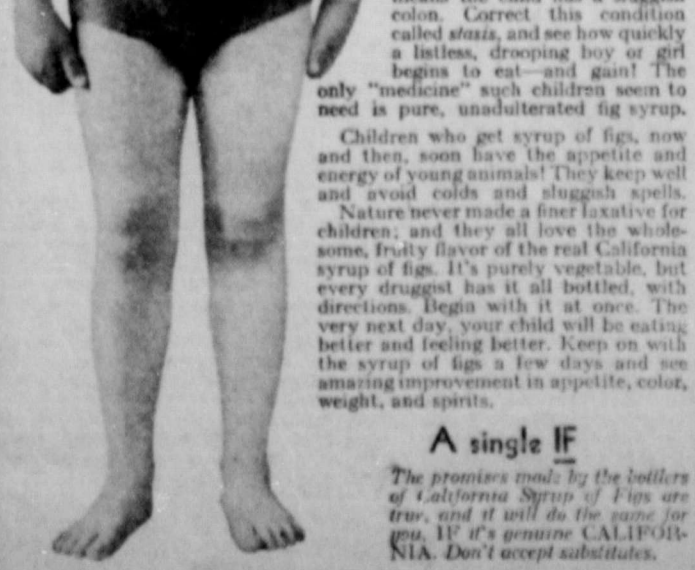 colon. Correct this condition
called stasis, and see how quickly
a listless, drooping boy or girl
begins to eat—and gain! The
only "medicine" such children seem to
need is pure, unadulterated fig syrup.
Children who get syrup of figs, now
and then, soon have the appetite and
energy of young animals! They keep well
and avoid colds and sluggish spells.
Nature never made a finer laxative for
children; and they all love the whole-
some, fruity flavor of the real California
syrup of figs. It's purely vegetable, but
every druggist has it all bottled, with
directions. Begin with it at once. The
very next day, your child will be eating
better and feeling better. Keep on with
the syrup of figs a few days and see
amazing improvement in appetite, color,
weight, and spirits.
A single IF
The promises made by the bottlers
of California Syrup of Figs are
true, and it will do the same for
you, IF it's genuine CALIFOR-
NIA. Don't accept substitutes.